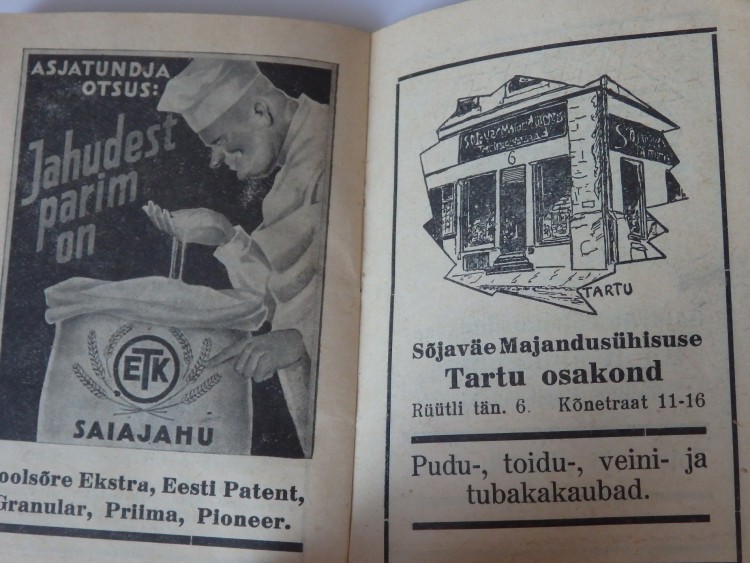 ASJATUNDJA
OTSUS:
Jahudest
parim
on
ETK
SAIAJAHU
oolsõre Ekstra, Eesti Patent,
Granular, Priima, Pioneer.
6
TARTU
Sõjaväe Majandusühisuse
Tartu osakond
Rüütli tän. 6. Kõnetraat 11-16
Pudu-, toidu-, veini- ja
tubakakaubad.